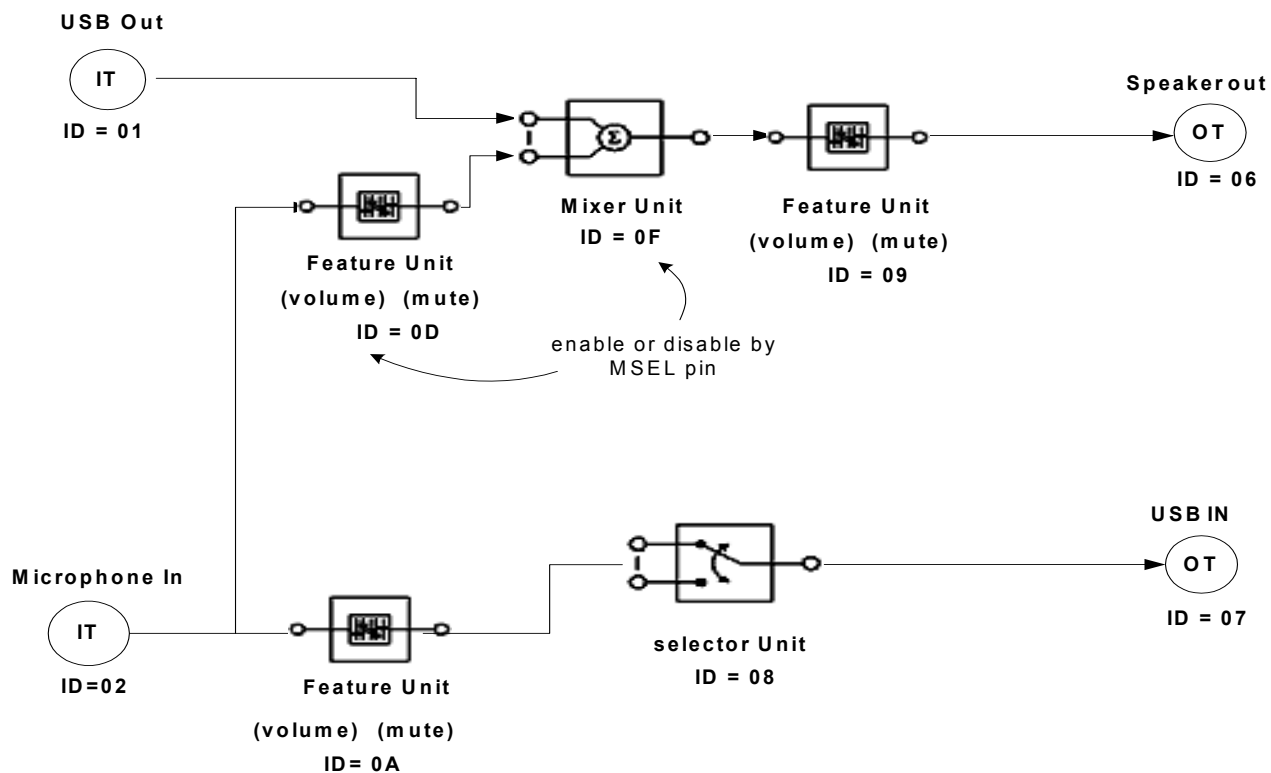 USB Out
IT
ID = 01
Speaker out
OT
ID = 06
Σ
Mixer Unit
ID = 0F
Feature Unit
(volume) (mute)
ID = 09
Feature Unit
(volume) (mute)
ID = 0D
enable or disable by
MSEL pin
Microphone In
IT
ID=02
Feature Unit
(volume) (mute)
ID= 0A
selector Unit
ID = 08
USB IN
OT
ID = 07